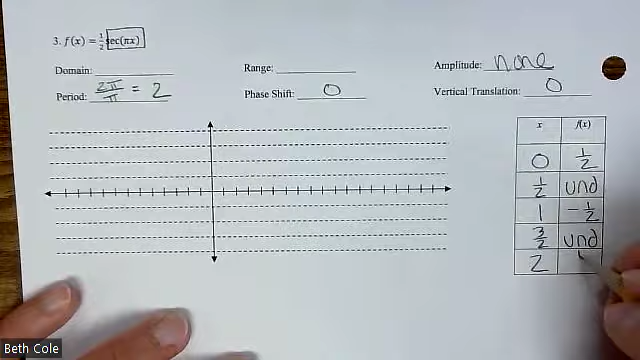 3. f(x) = ½ sec(πx)
Domain: Range: Amplitude: none
Period: 2π/π = 2 Phase Shift: 0 Vertical Translation: 0
x f(x)
0 1/2
1/2 und
1 -1/2
3/2 und
2
Beth Cole